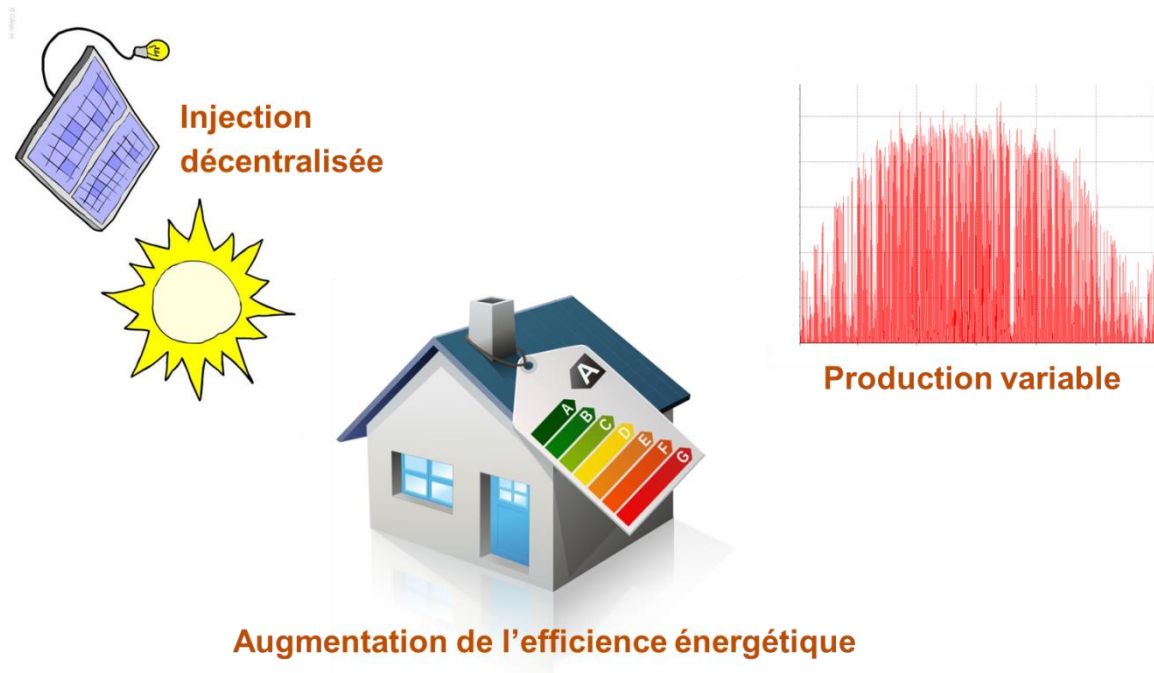 Injection
décentralisée
A
A
B
C
D
E
F
G
Production variable
Augmentation de l’efficience énergétique